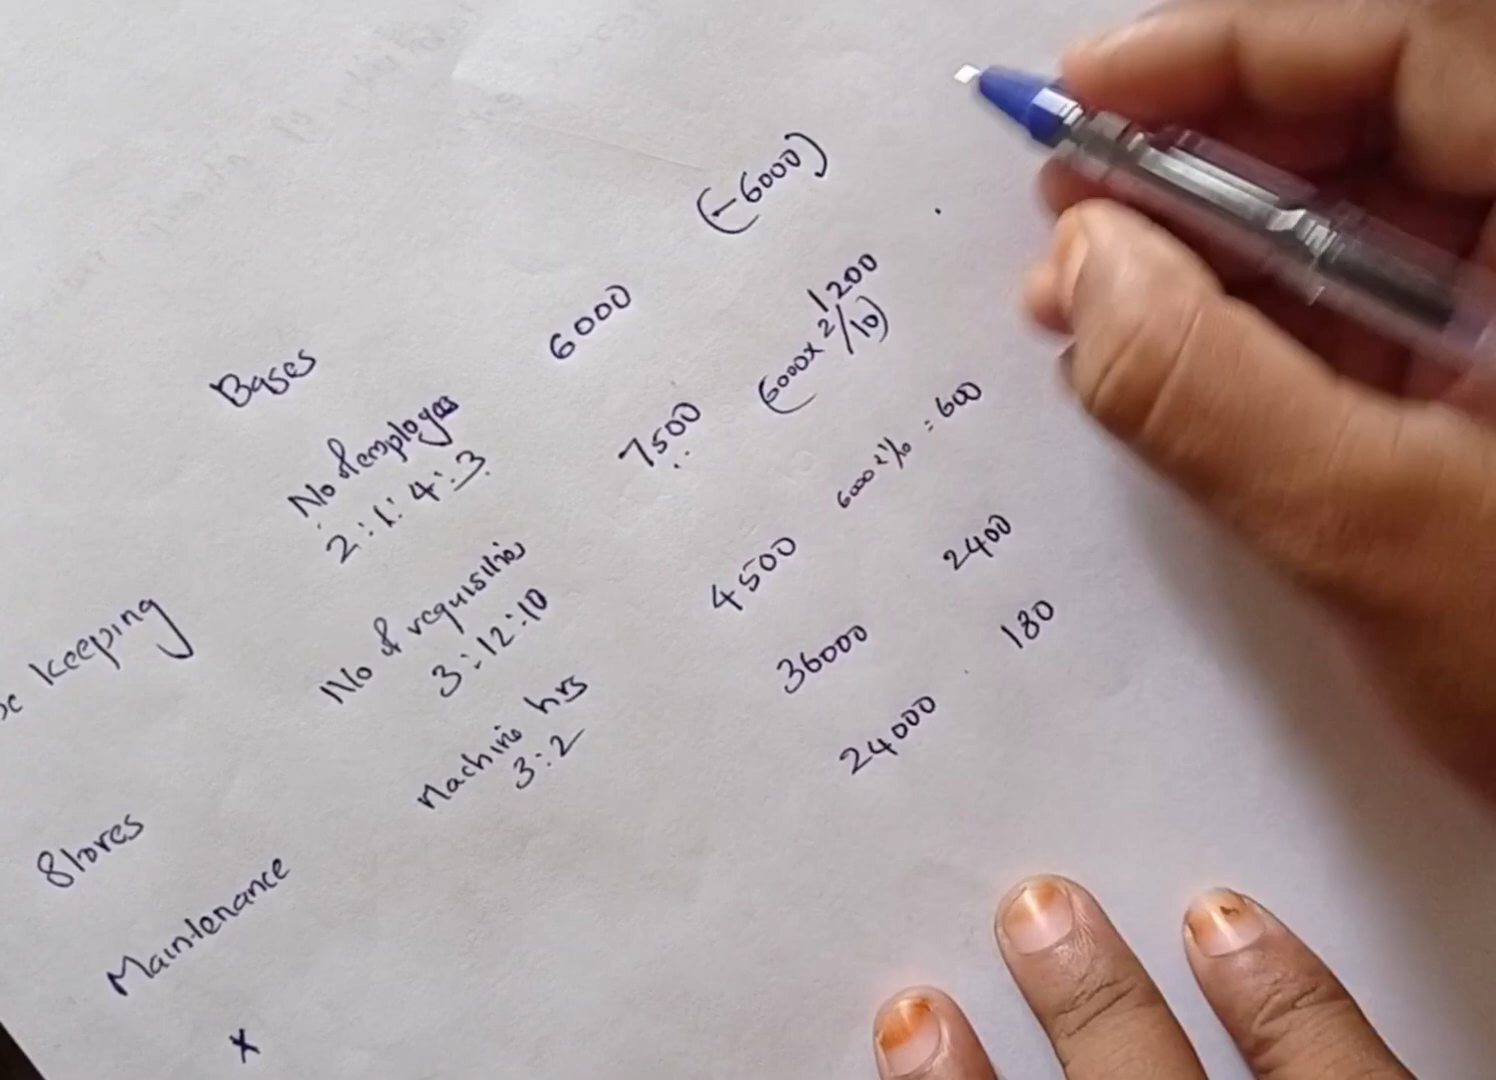 Bases
6000
(-6000)
keeping
No of employees
2:1:4:3
7500
1200
(6000x2/10)
Stores
No of requisitios
3:12:10
4500
6000x1/10 = 600
Maintenance
Machine hrs
3:2
36000
2400
X
24000
180